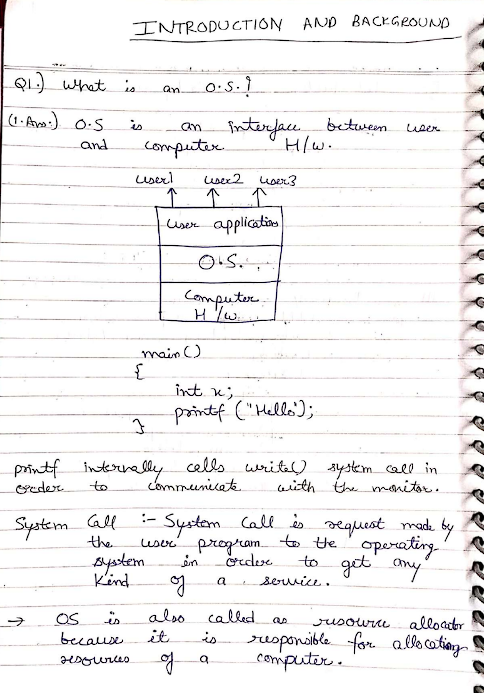 INTRODUCTION AND BACKGROUND
Q1.) What is an O.S.?
(1.Ans:) O.S is an interface between user
and computer H/W.
user1 user2 user3
user application
O.S.
Computer
H/W
main()
{
int x;
printf ("Hello");
}
printf internally calls write() system call in
order to communicate with the monitor.
System Call :- System Call is request made by
the user program to the operating
system in order to get any
kind of a service.
→ OS is also called as resource allocator
because it is responsible for allocating
resources of a computer.